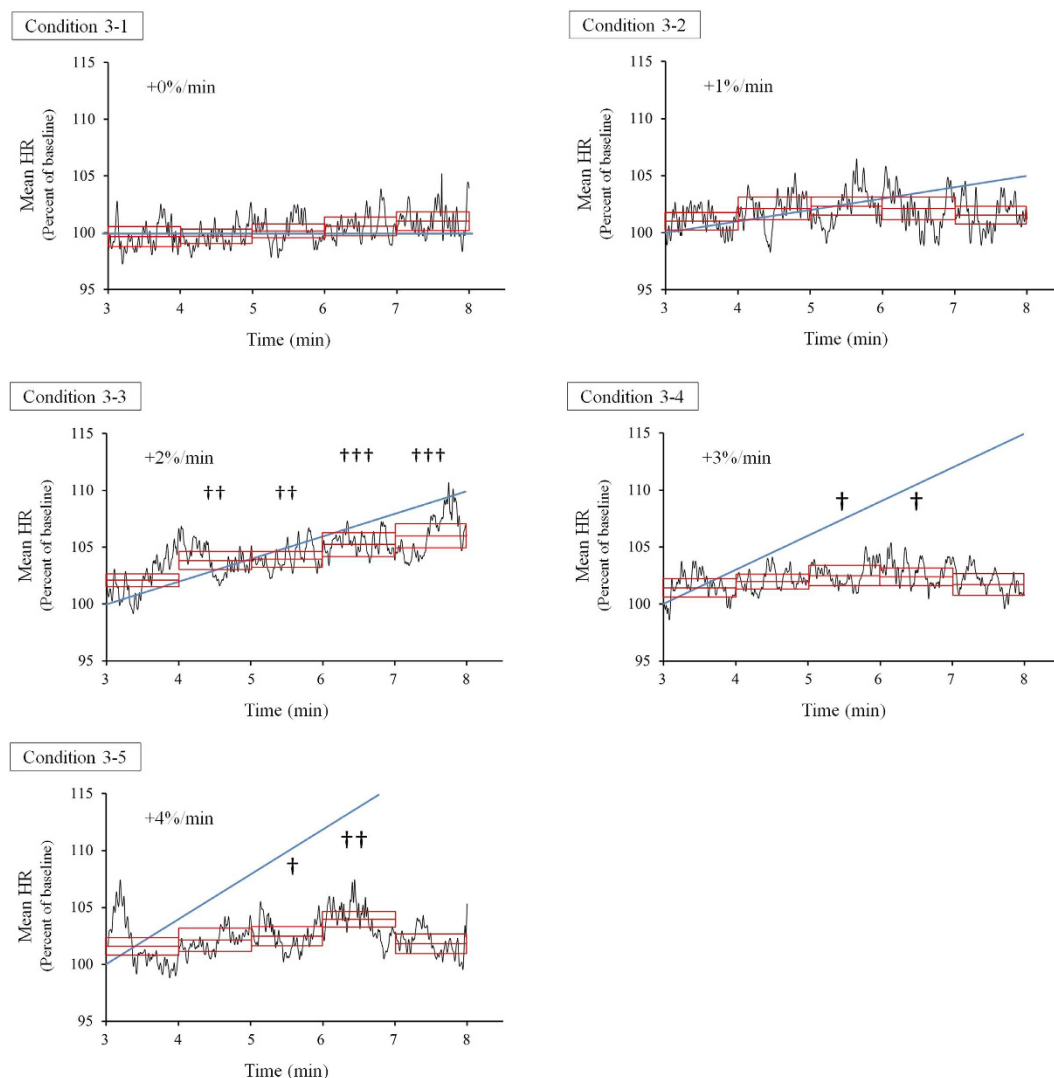 Condition 3-1
Mean HR
(Percent of baseline)
115
110
105
100
95
+0%/min
3 4 5 6 7 8
Time (min)
Condition 3-2
Mean HR
(Percent of baseline)
115
110
105
100
95
+1%/min
3 4 5 6 7 8
Time (min)
Condition 3-3
Mean HR
(Percent of baseline)
115
110
105
100
95
+2%/min
†† †† ††† †††
3 4 5 6 7 8
Time (min)
Condition 3-4
Mean HR
(Percent of baseline)
115
110
105
100
95
+3%/min
† †
3 4 5 6 7 8
Time (min)
Condition 3-5
Mean HR
(Percent of baseline)
115
110
105
100
95
+4%/min
† ††
3 4 5 6 7 8
Time (min)